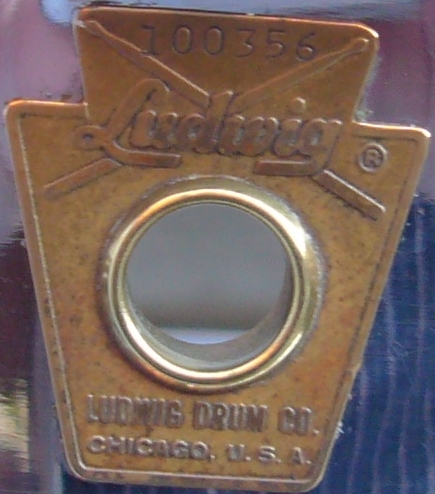 100356
Ludwig®
LUDWIG DRUM CO.
CHICAGO, U.S.A.